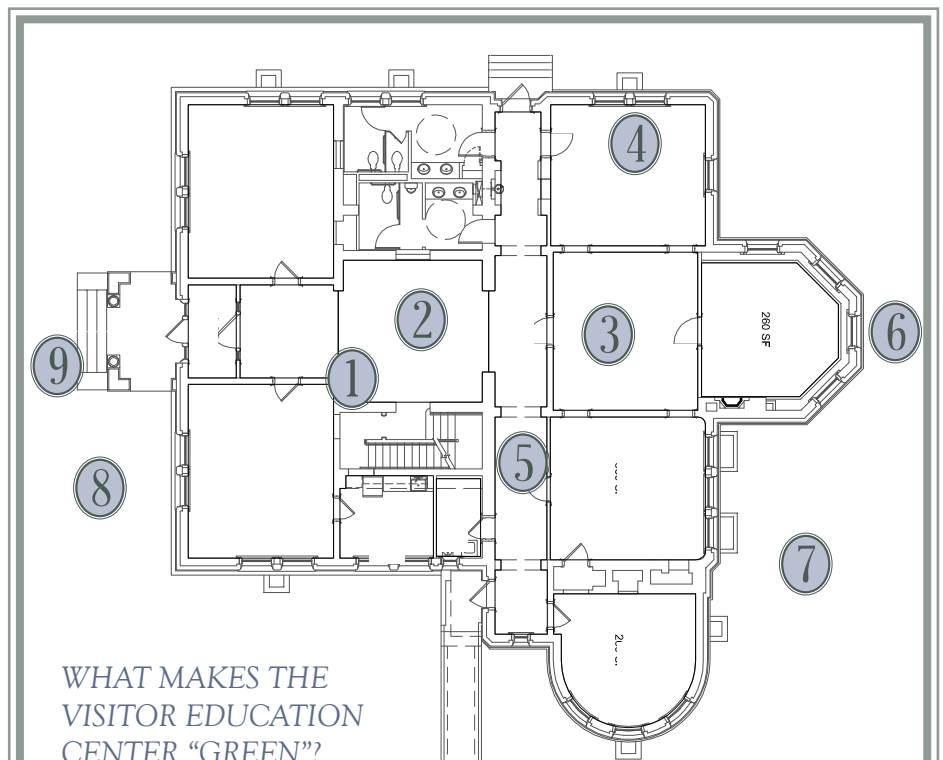 4
2
3
260 SF
6
9
1
5
8
7
WHAT MAKES THE
VISITOR EDUCATION
CENTER “GREEN”?